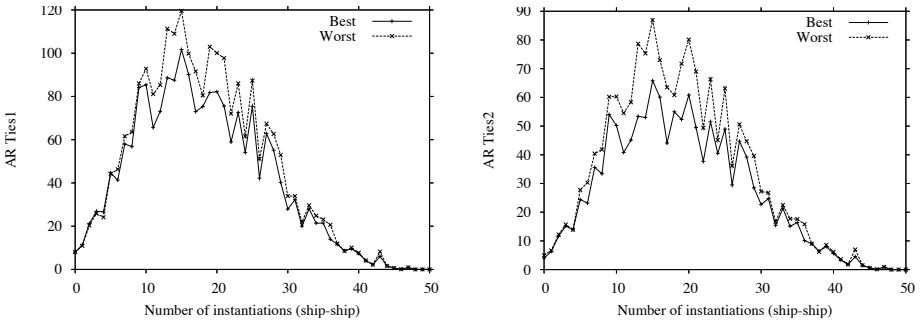 120
100
80
60
40
20
0
AR Ties1
Best
Worst
0 10 20 30 40 50
Number of instantiations (ship-ship)
90
80
70
60
50
40
30
20
10
0
AR Ties2
Best
Worst
0 10 20 30 40 50
Number of instantiations (ship-ship)